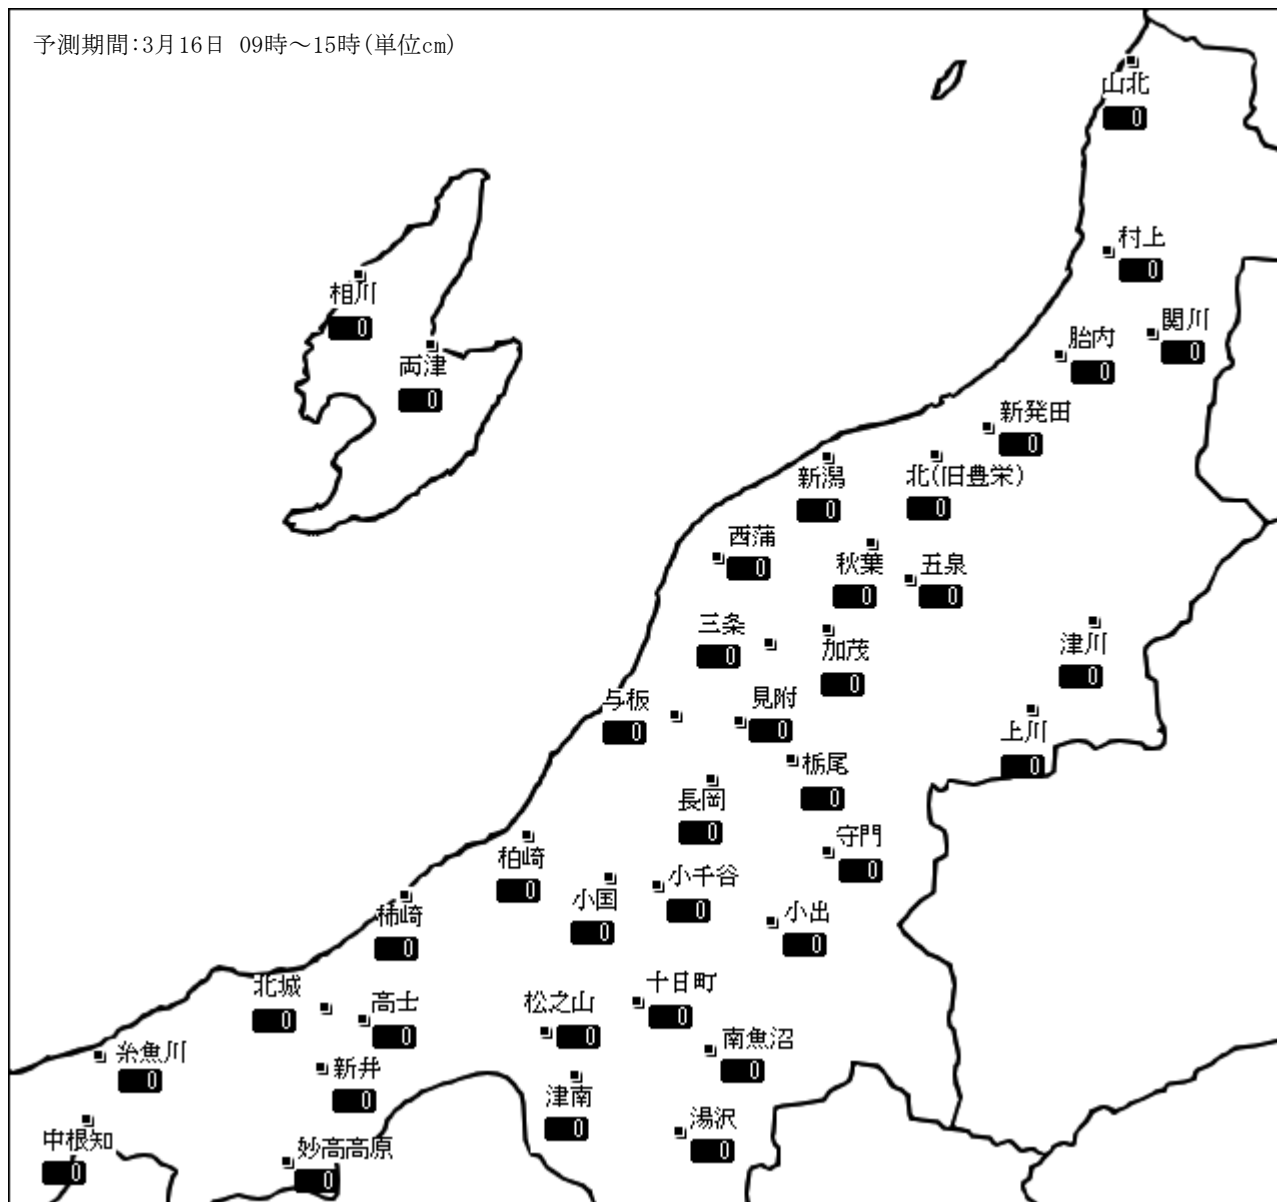 予測期間:3月16日 09時～15時(単位cm)
山北
0
村上
0
相川
0
関川
0
胎内
0
両津
0
新発田
0
新潟
0
北(旧豊栄)
0
西蒲
0
秋葉
0
五泉
0
三条
0
加茂
0
津川
0
与板
0
見附
0
上川
0
栃尾
0
長岡
0
守門
0
柏崎
0
小千谷
0
小国
0
小出
0
柿崎
0
北城
0
高士
0
松之山
0
十日町
0
南魚沼
0
糸魚川
0
新井
0
津南
0
湯沢
0
中根知
0
妙高高原
0